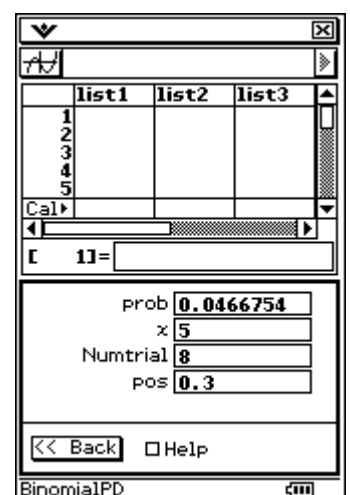 list1 list2 list3
1
2
3
4
5
Cal▶
[ 1]=
prob 0.0466754
x 5
Numtrial 8
pos 0.3
<< Back Help
BinomialPD